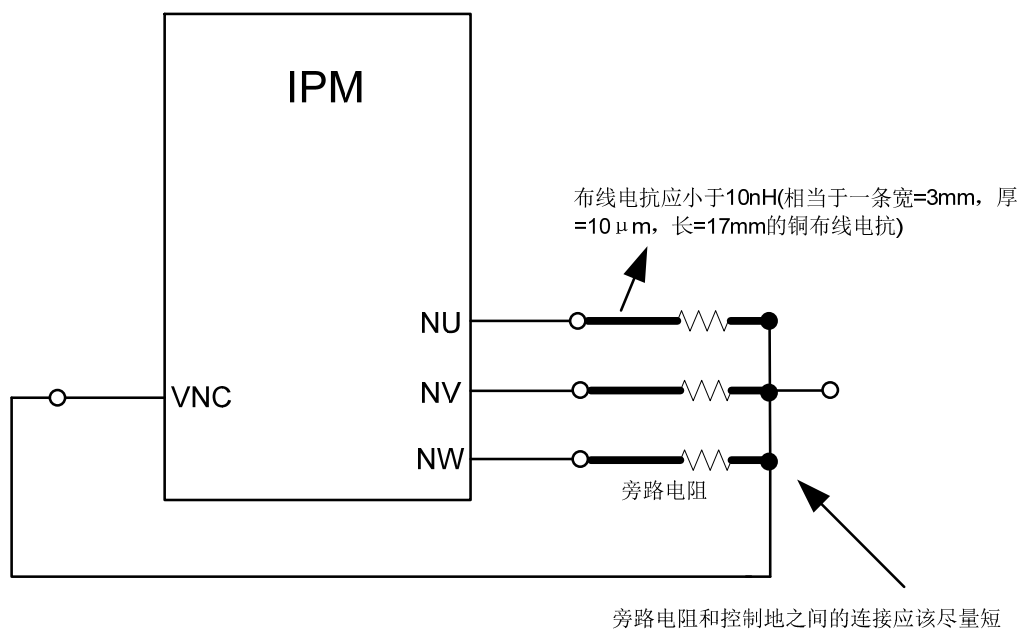 IPM
布线电抗应小于10nH(相当于一条宽=3mm，厚
=10μm，长=17mm的铜布线电抗)
NU
VNC
NV
NW
旁路电阻
旁路电阻和控制地之间的连接应该尽量短